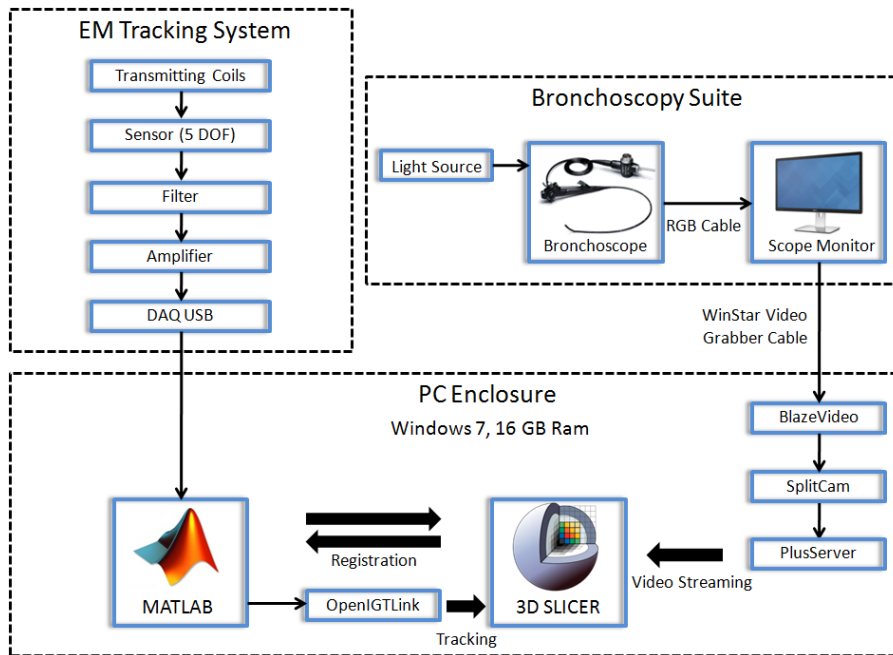 EM Tracking System
Transmitting Coils
Sensor (5 DOF)
Filter
Amplifier
DAQ USB
Bronchoscopy Suite
Light Source
Bronchoscope
RGB Cable
Scope Monitor
WinStar Video
Grabber Cable
PC Enclosure
Windows 7, 16 GB Ram
BlazeVideo
SplitCam
PlusServer
Video Streaming
MATLAB
Registration
OpenIGTLink
Tracking
3D SLICER